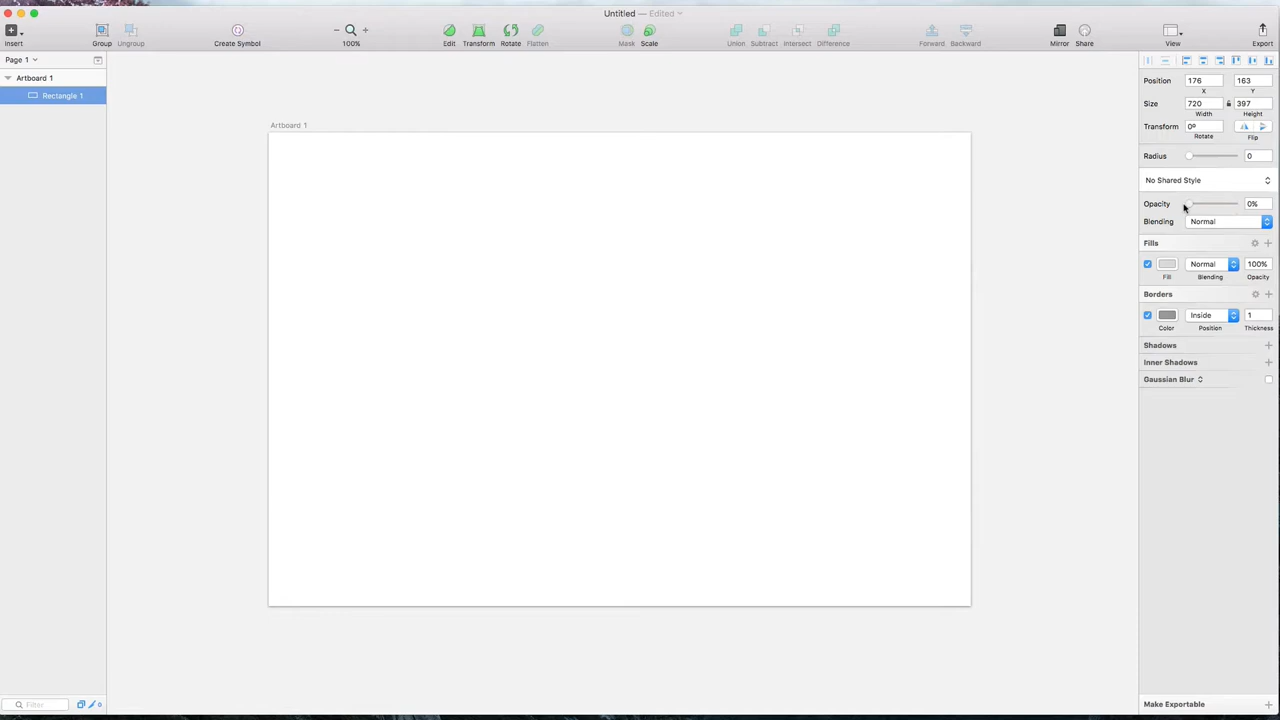 Untitled — Edited
Insert Group Ungroup Create Symbol 100% Edit Transform Rotate Flatten Mask Scale Union Subtract Intersect Difference Forward Backward Mirror Share View Export
Page 1
Artboard 1
Rectangle 1
Artboard 1
Position 176 163
X Y
Size 720 397
Width Height
Transform 0º
Rotate Flip
Radius 0
No Shared Style
Opacity 0%
Blending Normal
Fills
Normal 100%
Fill Blending Opacity
Borders
Inside 1
Color Position Thickness
Shadows
Inner Shadows
Gaussian Blur
Filter 0 Make Exportable